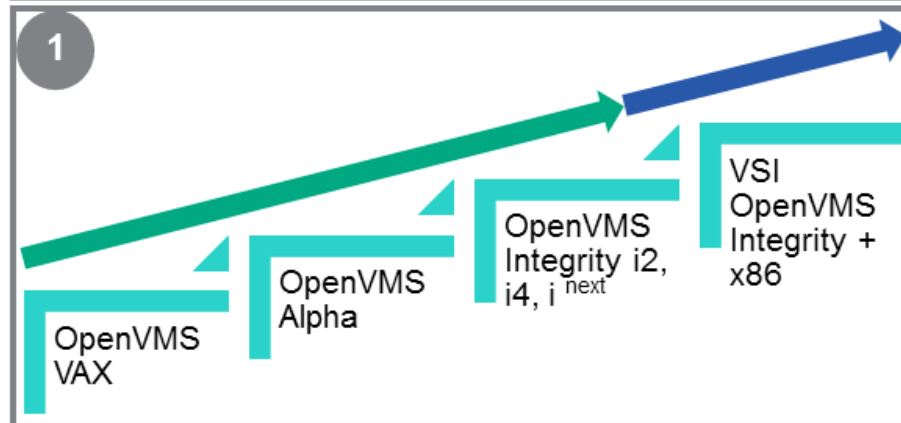 1
OpenVMS
VAX
OpenVMS
Alpha
OpenVMS
Integrity i2,
i4, i next
VSI
OpenVMS
Integrity +
x86